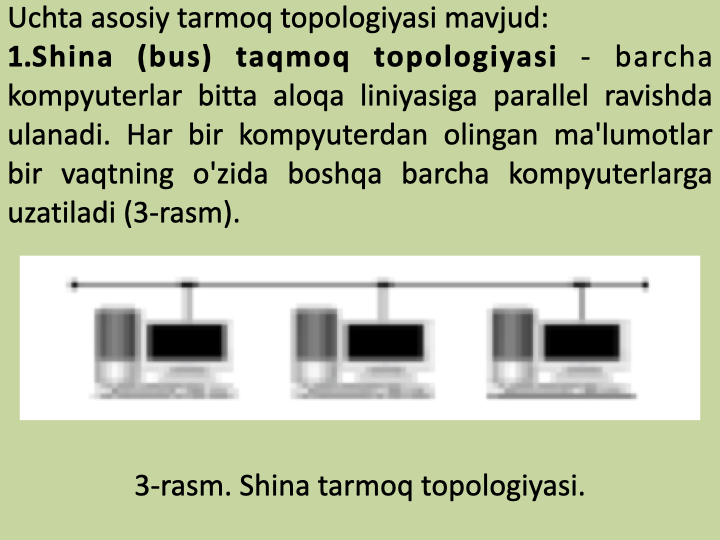 Uchta asosiy tarmoq topologiyasi mavjud:
1.Shina (bus) taqmoq topologiyasi - barcha
kompyuterlar bitta aloqa liniyasiga parallel ravishda
ulanadi. Har bir kompyuterdan olingan ma'lumotlar
bir vaqtning o'zida boshqa barcha kompyuterlarga
uzatiladi (3-rasm).
3-rasm. Shina tarmoq topologiyasi.